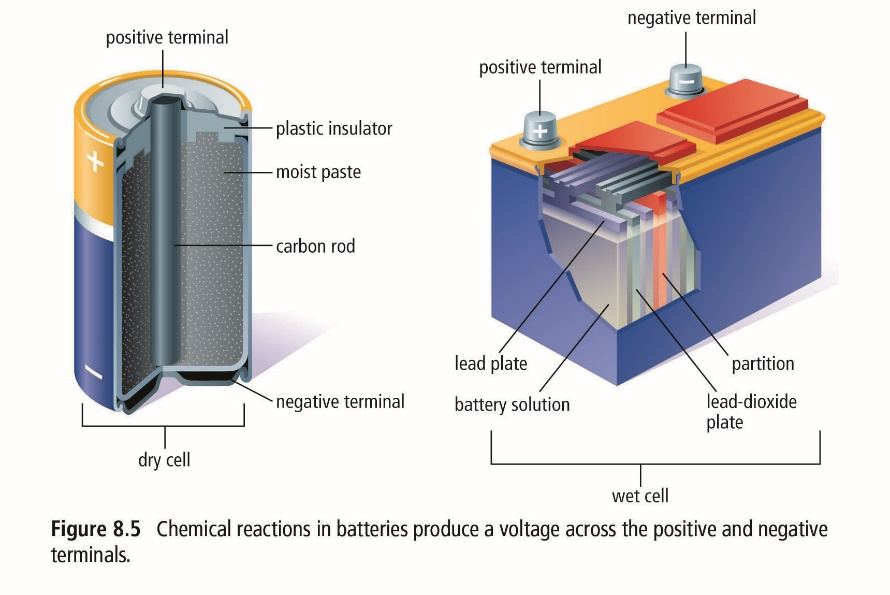 positive terminal
plastic insulator
moist paste
carbon rod
negative terminal
dry cell
+
−
negative terminal
positive terminal
+
−
lead plate
battery solution
partition
lead-dioxide
plate
wet cell
Figure 8.5 Chemical reactions in batteries produce a voltage across the positive and negative
terminals.